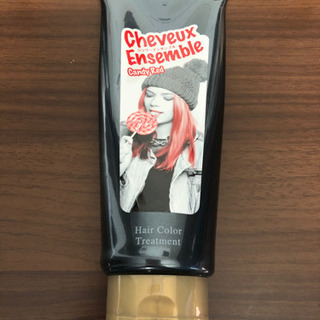 Cheveux
Ensemble
Candy Red
Hair Color
Treatment